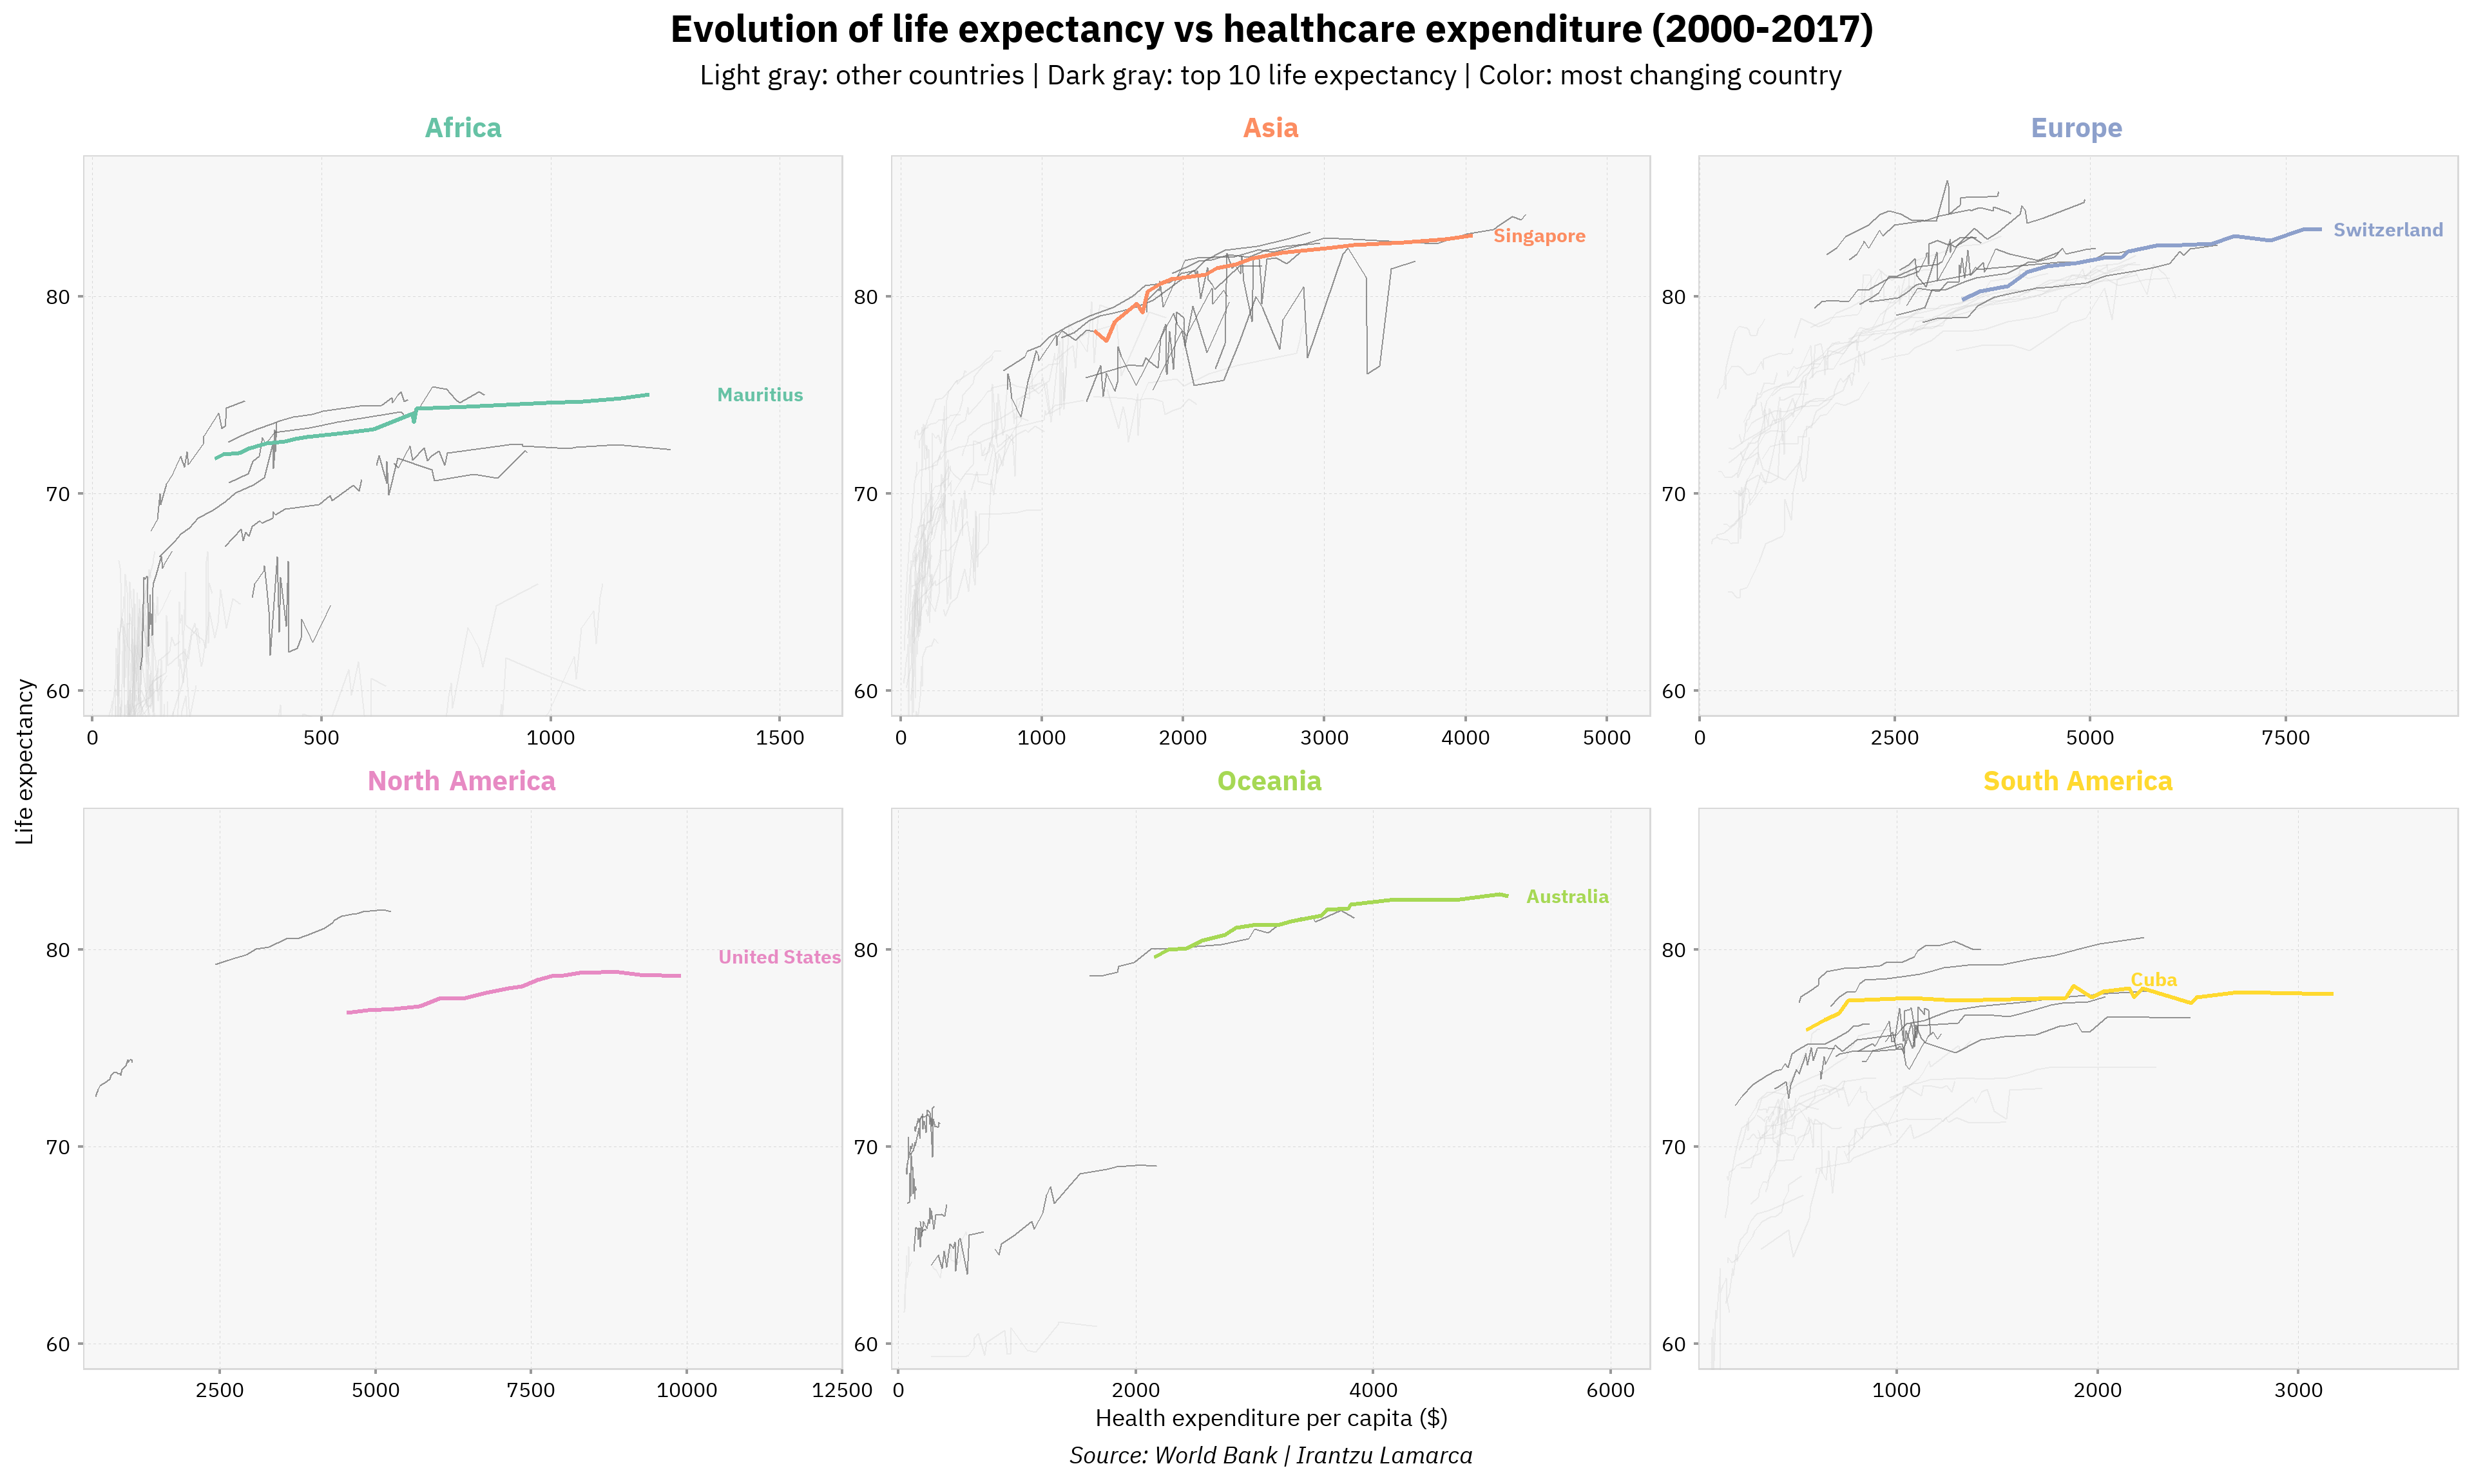 Evolution of life expectancy vs healthcare expenditure (2000-2017)
Light gray: other countries | Dark gray: top 10 life expectancy | Color: most changing country
Africa
Asia
Europe
80
70
60
Mauritius
0 500 1000 1500
80
70
60
Singapore
0 1000 2000 3000 4000 5000
80
70
60
Switzerland
0 2500 5000 7500
Life expectancy
North America
Oceania
South America
80
70
60
United States
2500 5000 7500 10000 12500
80
70
60
Australia
0 2000 4000 6000
80
70
60
Cuba
1000 2000 3000
Health expenditure per capita ($)
Source: World Bank | Irantzu Lamarca